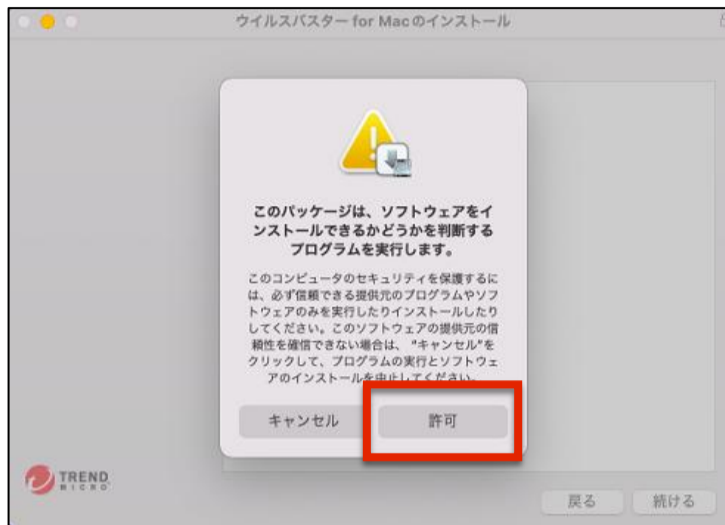 ウイルスバスター for Macのインストール
このパッケージは、ソフトウェアをイ
ンストールできるかどうかを判断する
プログラムを実行します。
このコンピュータのセキュリティを保護するに
は、必ず信頼できる提供元のプログラムやソフ
トウェアのみを実行したりインストールしたり
してください。このソフトウェアの提供元の信
頼性を確信できない場合は、"キャンセル"を
クリックして、プログラムの実行とソフトウェ
アのインストールを中止してください。
キャンセル
許可
TREND
MICRO
戻る
続ける